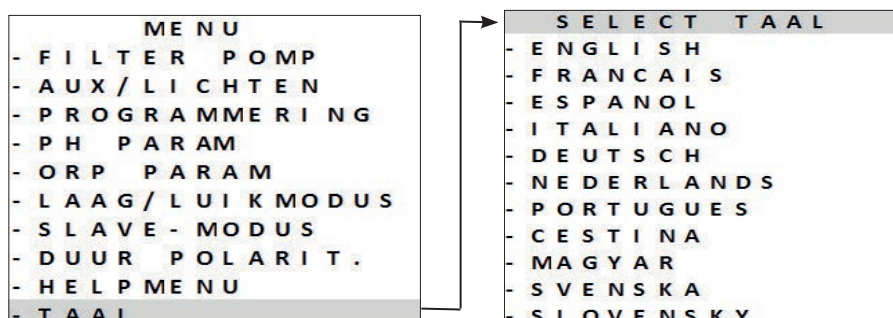 MENU
- FILTER POMP
- AUX/LICHTEN
- PROGRAMMERING
- PH PARAM
- ORP PARAM
- LAAG/LUIKMODUS
- SLAVE-MODUS
- DUUR POLARIT.
- HELPMENU
- TAAL
SELECT TAAL
- ENGLISH
- FRANCAIS
- ESPANOL
- ITALIANO
- DEUTSCH
- NEDERLANDS
- PORTUGUES
- CESTINA
- MAGYAR
- SVENSKA
- SLOVENSKY